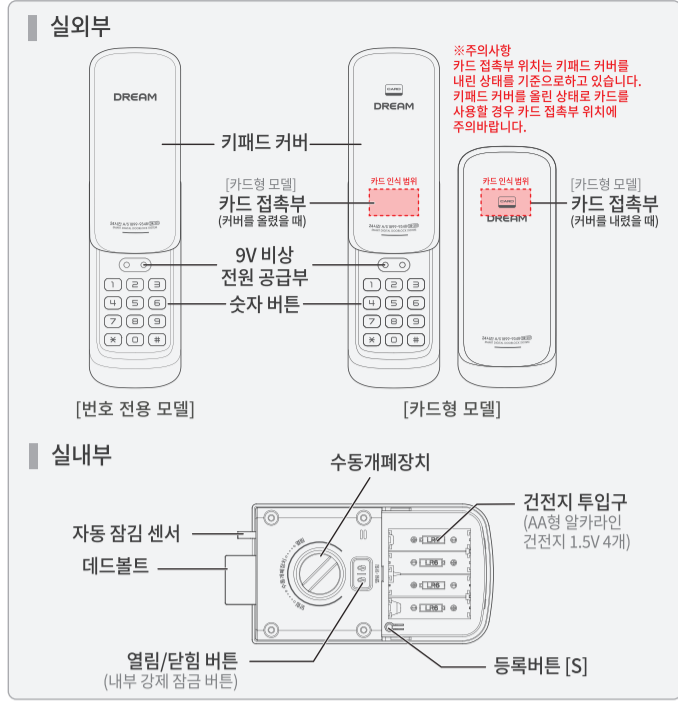 실외부
DREAM
CARD
DREAM
※주의사항
카드 접촉부 위치는 키패드 커버를
내린 상태를 기준으로하고 있습니다.
키패드 커버를 올린 상태로 카드를
사용할 경우 카드 접촉부 위치에
주의바랍니다.
키패드 커버
카드 인식 범위
[카드형 모델]
카드 접촉부
(커버를 올렸을 때)
카드 인식 범위
CARD
DREAM
[카드형 모델]
카드 접촉부
(커버를 내렸을 때)
9V 비상
전원 공급부
숫자 버튼
1 2 3
4 5 6
7 8 9
* 0 #
1 2 3
4 5 6
7 8 9
* 0 #
[번호 전용 모델]
[카드형 모델]
실내부
수동개폐장치
자동 잠김 센서
데드볼트
열림
수동개폐장치
건전지 투입구
(AA형 알카라인
건전지 1.5V 4개)
LR6
LR6
LR6
LR6
열림/닫힘 버튼
(내부 강제 잠금 버튼)
등록버튼 [S]